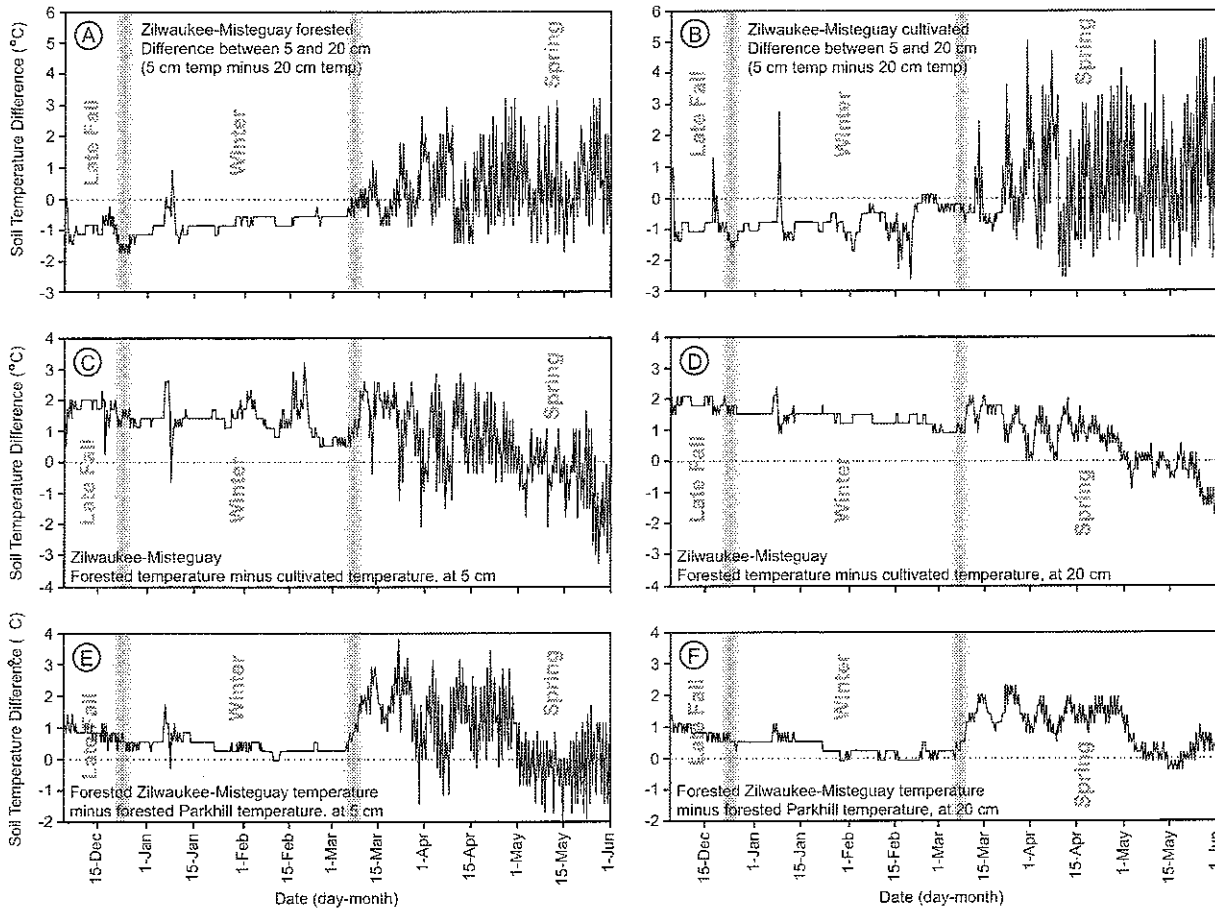 A
Zilwaukee-Misteguay forested
Difference between 5 and 20 cm
(5 cm temp minus 20 cm temp)
Late Fall
Winter
Spring
Soil Temperature Difference (°C)
6
5
4
3
2
1
0
-1
-2
-3
B
Zilwaukee-Misteguay cultivated
Difference between 5 and 20 cm
(5 cm temp minus 20 cm temp)
Late Fall
Winter
Spring
6
5
4
3
2
1
0
-1
-2
-3
C
Late Fall
Winter
Spring
Soil Temperature Difference (°C)
4
3
2
1
0
-1
-2
-3
-4
Zilwaukee-Misteguay
Forested temperature minus cultivated temperature, at 5 cm
D
Late Fall
Winter
Spring
4
3
2
1
0
-1
-2
-3
-4
Zilwaukee-Misteguay
Forested temperature minus cultivated temperature, at 20 cm
E
Late Fall
Winter
Spring
Soil Temperature Difference (°C)
4
3
2
1
0
-1
-2
Forested Zilwaukee-Misteguay temperature
minus forested Parkhill temperature, at 5 cm
15-Dec
1-Jan
15-Jan
1-Feb
15-Feb
1-Mar
15-Mar
1-Apr
15-Apr
1-May
15-May
1-Jun
Date (day-month)
F
Late Fall
Winter
Spring
4
3
2
1
0
-1
-2
Forested Zilwaukee-Misteguay temperature
minus forested Parkhill temperature, at 20 cm
15-Dec
1-Jan
15-Jan
1-Feb
15-Feb
1-Mar
15-Mar
1-Apr
15-Apr
1-May
15-May
1-Jun
Date (day-month)